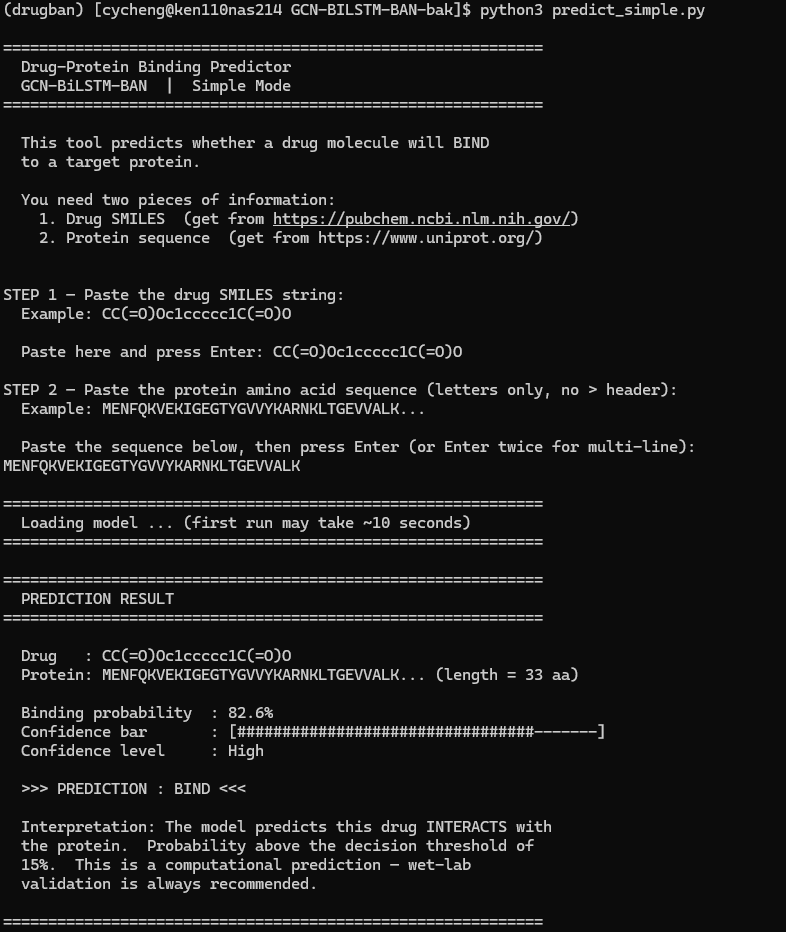 (drugban) [cycheng@ken110nas214 GCN-BILSTM-BAN-bak]$ python3 predict_simple.py
============================================================
Drug-Protein Binding Predictor
GCN-BiLSTM-BAN | Simple Mode
============================================================
This tool predicts whether a drug molecule will BIND
to a target protein.
You need two pieces of information:
1. Drug SMILES (get from https://pubchem.ncbi.nlm.nih.gov/)
2. Protein sequence (get from https://www.uniprot.org/)
STEP 1 — Paste the drug SMILES string:
Example: CC(=O)Oc1ccccc1C(=O)O
Paste here and press Enter: CC(=O)Oc1ccccc1C(=O)O
STEP 2 — Paste the protein amino acid sequence (letters only, no > header):
Example: MENFQKVEKIGEGTYGVVYKARNKLTGEVVALK...
Paste the sequence below, then press Enter (or Enter twice for multi-line):
MENFQKVEKIGEGTYGVVYKARNKLTGEVVALK
============================================================
Loading model ... (first run may take ~10 seconds)
============================================================
============================================================
PREDICTION RESULT
============================================================
Drug : CC(=O)Oc1ccccc1C(=O)O
Protein: MENFQKVEKIGEGTYGVVYKARNKLTGEVVALK... (length = 33 aa)
Binding probability : 82.6%
Confidence bar : [#################################-------]
Confidence level : High
>>> PREDICTION : BIND <<<
Interpretation: The model predicts this drug INTERACTS with
the protein. Probability above the decision threshold of
15%. This is a computational prediction — wet-lab
validation is always recommended.
============================================================